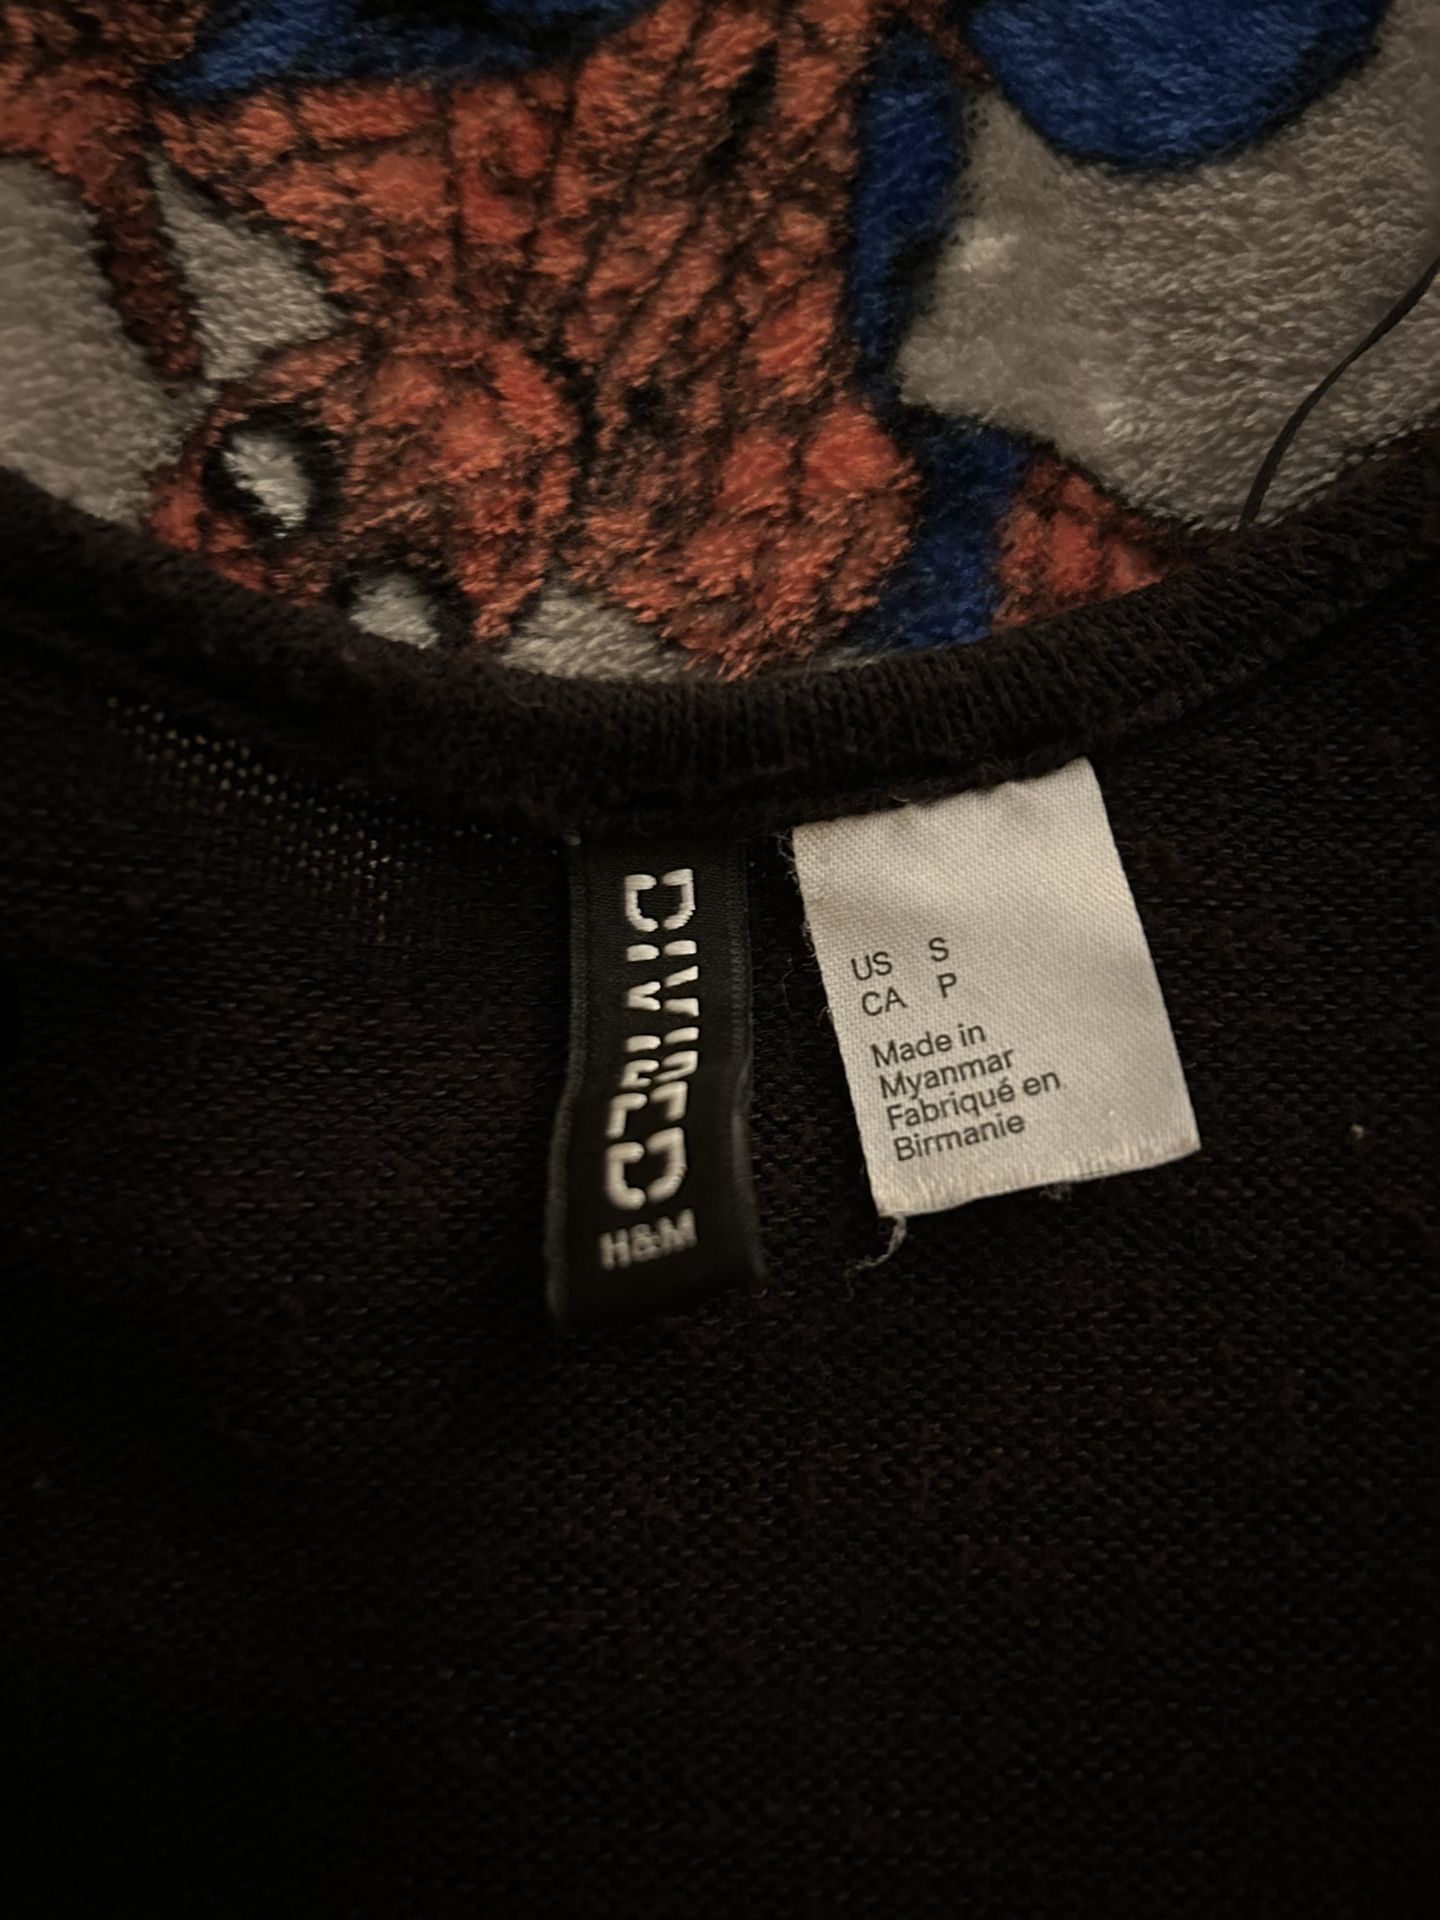 DIVIDED
H&M
US S
CA P
Made in
Myanmar
Fabriqué en
Birmanie